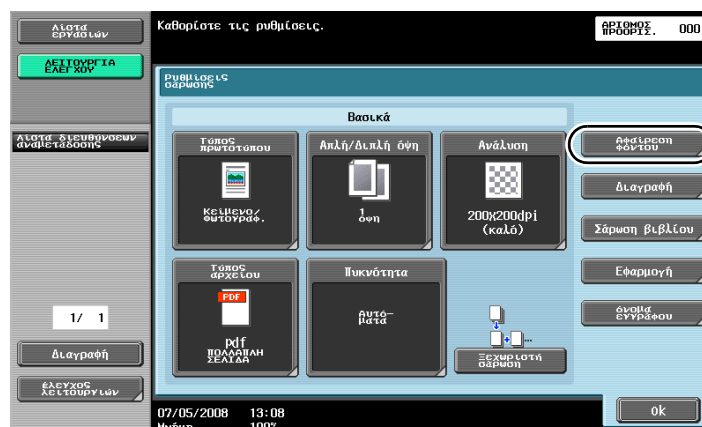 Λίστα
εργασιών
Καθορίστε τις ρυθμίσεις.
ΑΡΙΘΜΟΣ
ΠΡΟΟΡΙΣ.
000
ΛΕΙΤΟΥΡΓΙΑ
ΕΛΕΓΧΟΥ
Ρυθμίσεις
σάρωσης
Βασικά
Λίστα διευθύνσεων
αναμετάδοσης
Τύπος
πρωτοτύπου
Απλή/Διπλή όψη
Ανάλυση
Αφαίρεση
φόντου
Κείμενο/
Φωτογραφ.
1
όψη
200X200dpi
(καλό)
Διαγραφή
Σάρωση βιβλίου
Τύπος
αρχείου
Πυκνότητα
Εφαρμογή
PDF
pdf
ΠΟΛΛΑΠΛΗ
ΣΕΛΙΔΑ
Αυτό-
ματα
όνομα
εγγράφου
1/ 1
Ξεχωριστή
σάρωση
Διαγραφή
έλεγχος
λειτουργιών
07/05/2008 13:08
Μνήμη 100%
ok